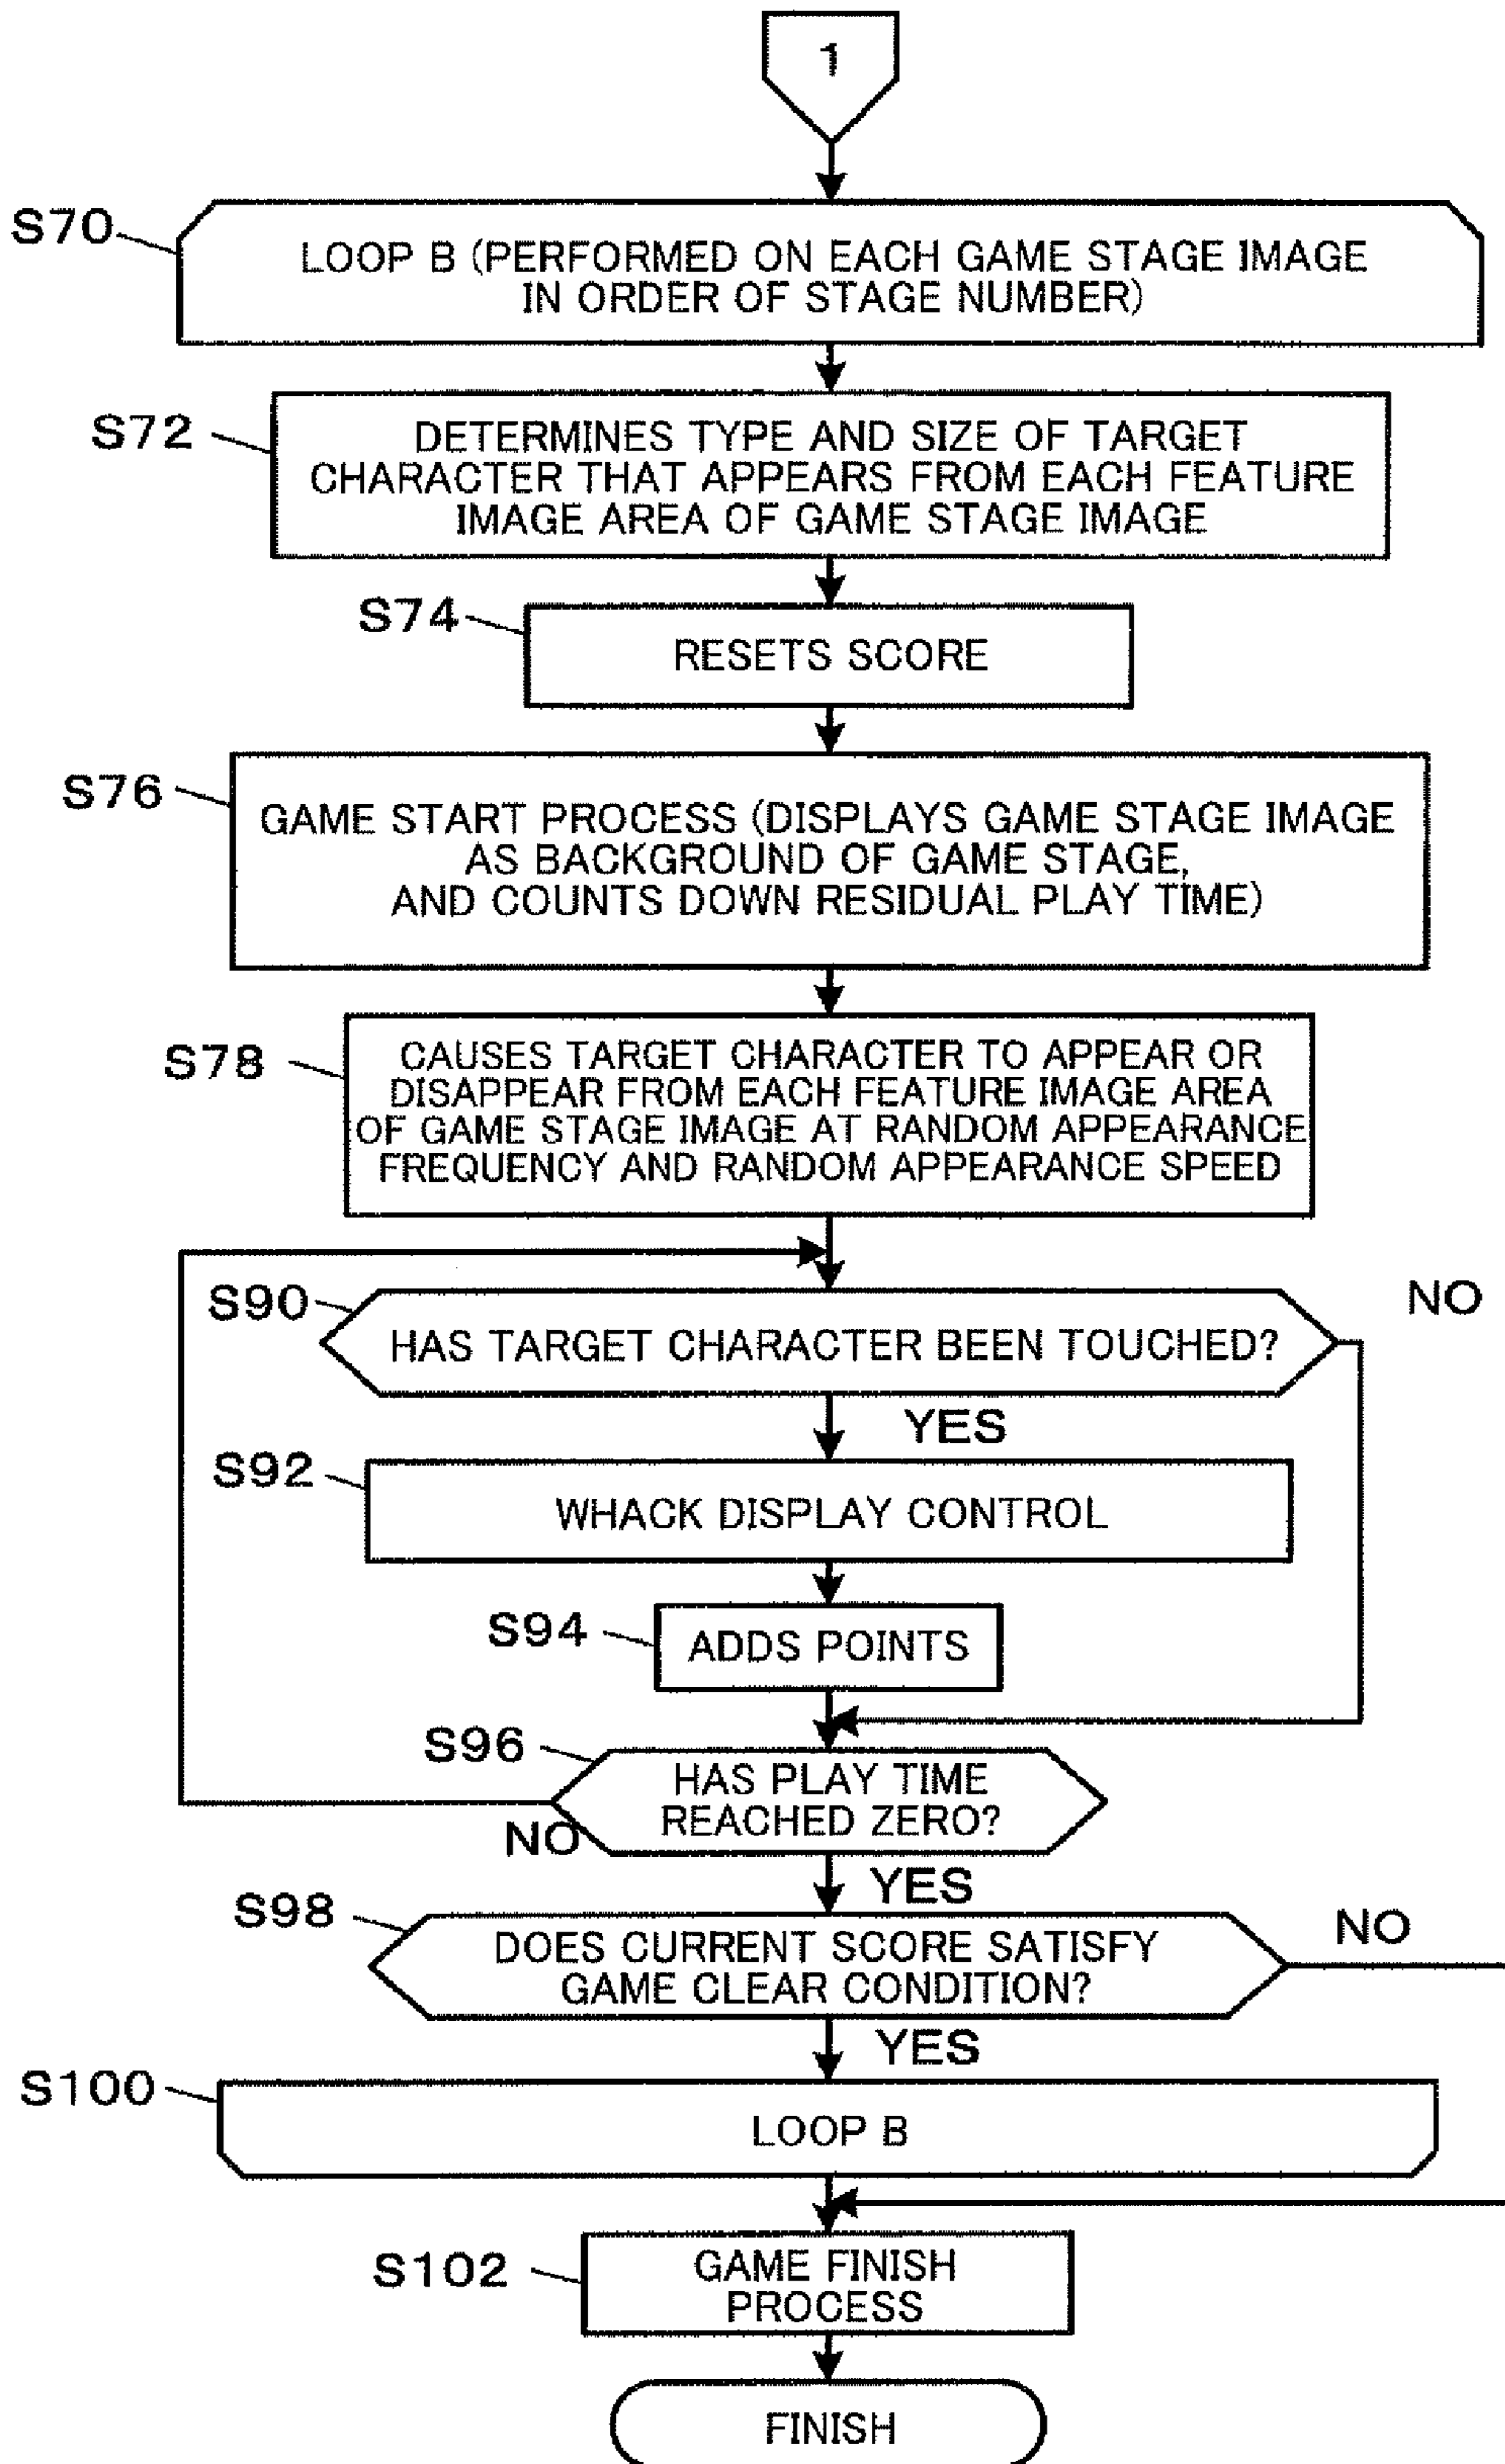 1
S70
LOOP B (PERFORMED ON EACH GAME STAGE IMAGE
IN ORDER OF STAGE NUMBER)
S72
DETERMINES TYPE AND SIZE OF TARGET
CHARACTER THAT APPEARS FROM EACH FEATURE
IMAGE AREA OF GAME STAGE IMAGE
S74
RESETS SCORE
S76
GAME START PROCESS (DISPLAYS GAME STAGE IMAGE
AS BACKGROUND OF GAME STAGE,
AND COUNTS DOWN RESIDUAL PLAY TIME)
S78
CAUSES TARGET CHARACTER TO APPEAR OR
DISAPPEAR FROM EACH FEATURE IMAGE AREA
OF GAME STAGE IMAGE AT RANDOM APPEARANCE
FREQUENCY AND RANDOM APPEARANCE SPEED
S90
NO
HAS TARGET CHARACTER BEEN TOUCHED?
YES
S92
WHACK DISPLAY CONTROL
S94
ADDS POINTS
S96
HAS PLAY TIME
REACHED ZERO?
NO
YES
S98
NO
DOES CURRENT SCORE SATISFY
GAME CLEAR CONDITION?
YES
S100
LOOP B
S102
GAME FINISH
PROCESS
FINISH